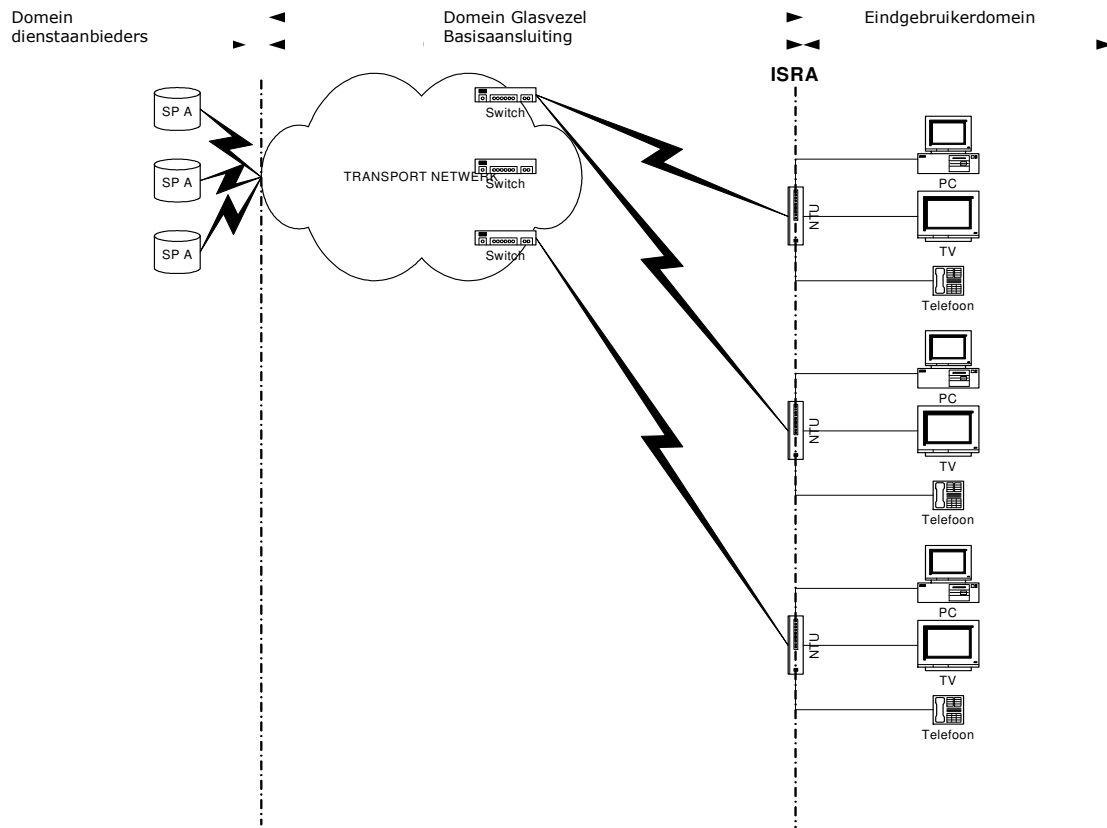 Domein
dienstaanbieders
Domein Glasvezel
Basisaansluiting
Eindgebruikerdomein
ISRA
SP A
SP A
SP A
TRANSPORT NETWERK
Switch
Switch
Switch
NTU
PC
TV
Telefoon
NTU
PC
TV
Telefoon
NTU
PC
TV
Telefoon